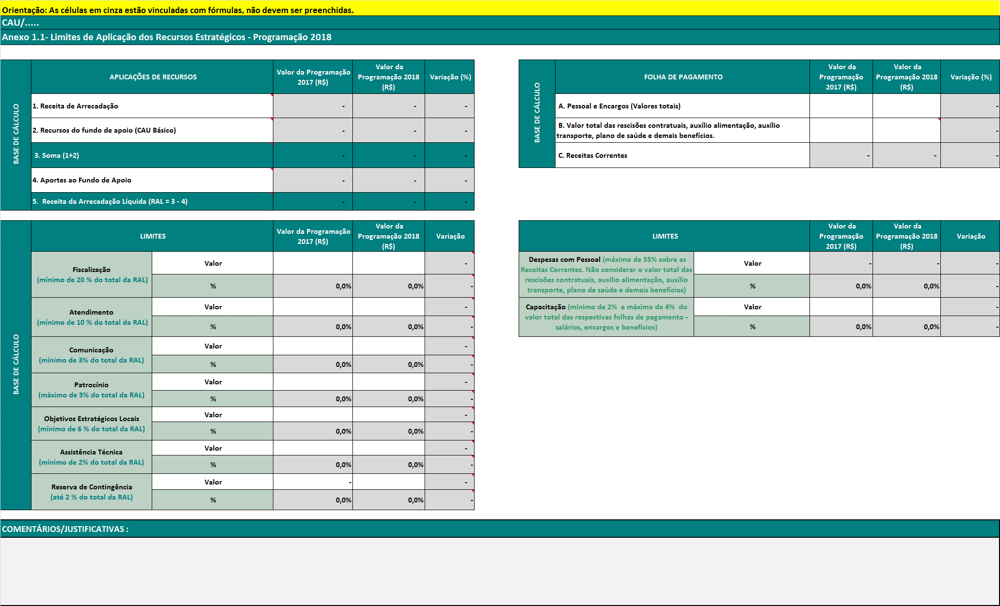 Orientação: As células em cinza estão vinculadas com fórmulas, não devem ser preenchidas.
CAU/.....
Anexo 1.1- Limites de Aplicação dos Recursos Estratégicos - Programação 2018
BASE DE CÁLCULO
APLICAÇÕES DE RECURSOS
Valor da Programação
2017 (R$)
Valor da
Programação 2018
(R$)
Variação (%)
1. Receita de Arrecadação
- - -
2. Recursos do fundo de apoio (CAU Básico)
- - -
3. Soma (1+2)
- - -
4. Aportes ao Fundo de Apoio
- - -
5.  Receita da Arrecadação Líquida (RAL = 3 - 4)
- - -
BASE DE CÁLCULO
FOLHA DE PAGAMENTO
Valor da
Programação
2017 (R$)
Valor da
Programação 2018
(R$)
Variação (%)
A. Pessoal e Encargos (Valores totais)
-
B. Valor total das rescisões contratuais, auxílio alimentação, auxílio
transporte, plano de saúde e demais benefícios.
-
C. Receitas Correntes
- - -
BASE DE CÁLCULO
LIMITES
Valor da Programação
2017 (R$)
Valor da
Programação 2018
(R$)
Variação
Fiscalização
(mínimo de 20 % do total da RAL)
Valor -
% 0,0% 0,0% -
Atendimento
(mínimo de 10 % do total da RAL)
Valor -
% 0,0% 0,0% -
Comunicação
(mínimo de 3% do total da RAL)
Valor -
% 0,0% 0,0% -
Patrocínio
(máximo de 5% do total da RAL)
Valor -
% 0,0% 0,0% -
Objetivos Estratégicos Locais
(mínimo de 6 % do total da RAL)
Valor -
% 0,0% 0,0% -
Assistência Técnica
(mínimo de 2% do total da RAL)
Valor -
% 0,0% 0,0% -
Reserva de Contingência
(até 2 % do total da RAL)
Valor - -
% 0,0% 0,0% -
LIMITES
Valor da
Programação
2017 (R$)
Valor da
Programação 2018
(R$)
Variação
Despesas com Pessoal (máximo de 55% sobre as
Receitas Correntes. Não considerar o valor total das
rescisões contratuais, auxílio alimentação, auxílio
transporte, plano de saúde e demais benefícios)
Valor - - -
% 0,0% 0,0% -
Capacitação (mínimo de 2%  e máximo de 4%  do
valor total das respectivas folhas de pagamento -
salários, encargos e benefícios)
Valor -
% 0,0% 0,0% -
COMENTÁRIOS/JUSTIFICATIVAS :